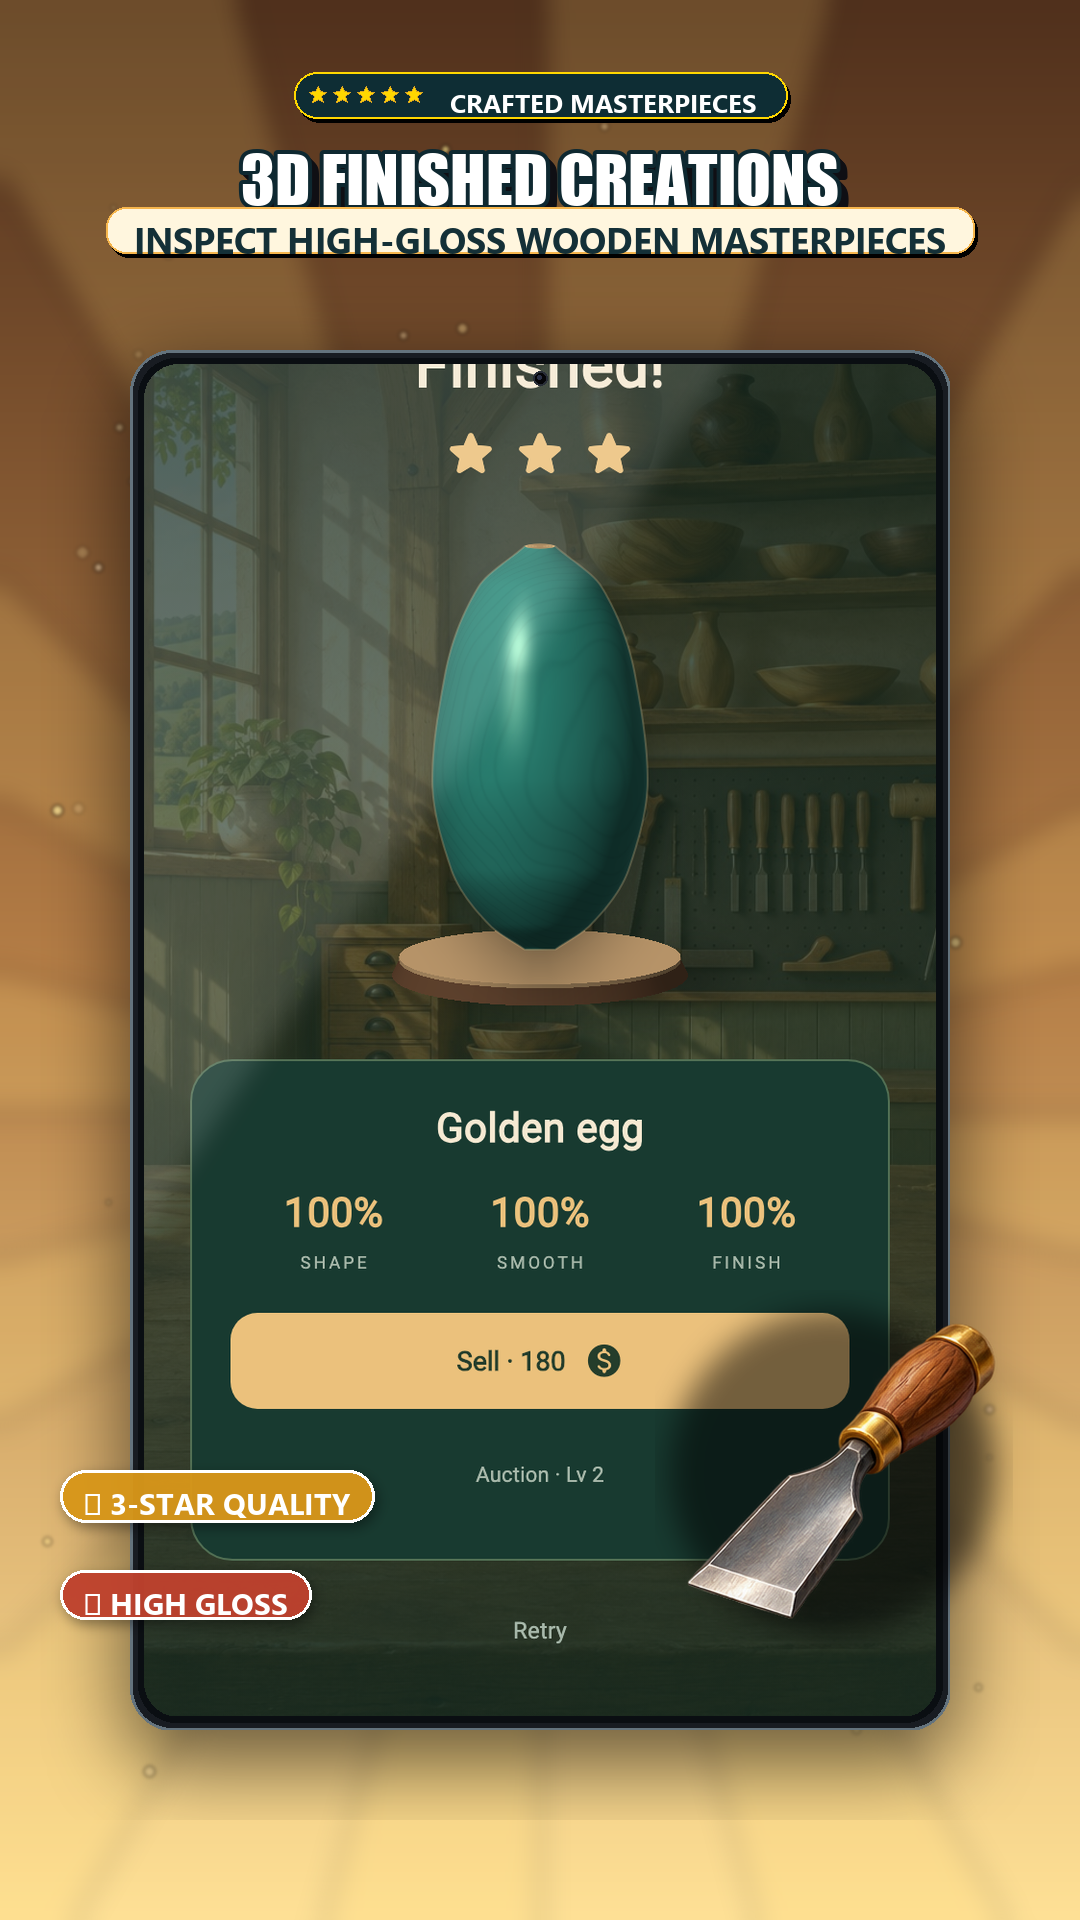 ★★★★★ CRAFTED MASTERPIECES
3D FINISHED CREATIONS
INSPECT HIGH-GLOSS WOODEN MASTERPIECES
Finished!
Golden egg
100% 100% 100%
SHAPE SMOOTH FINISH
Sell · 180 $
Auction · Lv 2
3-STAR QUALITY
HIGH GLOSS
Retry